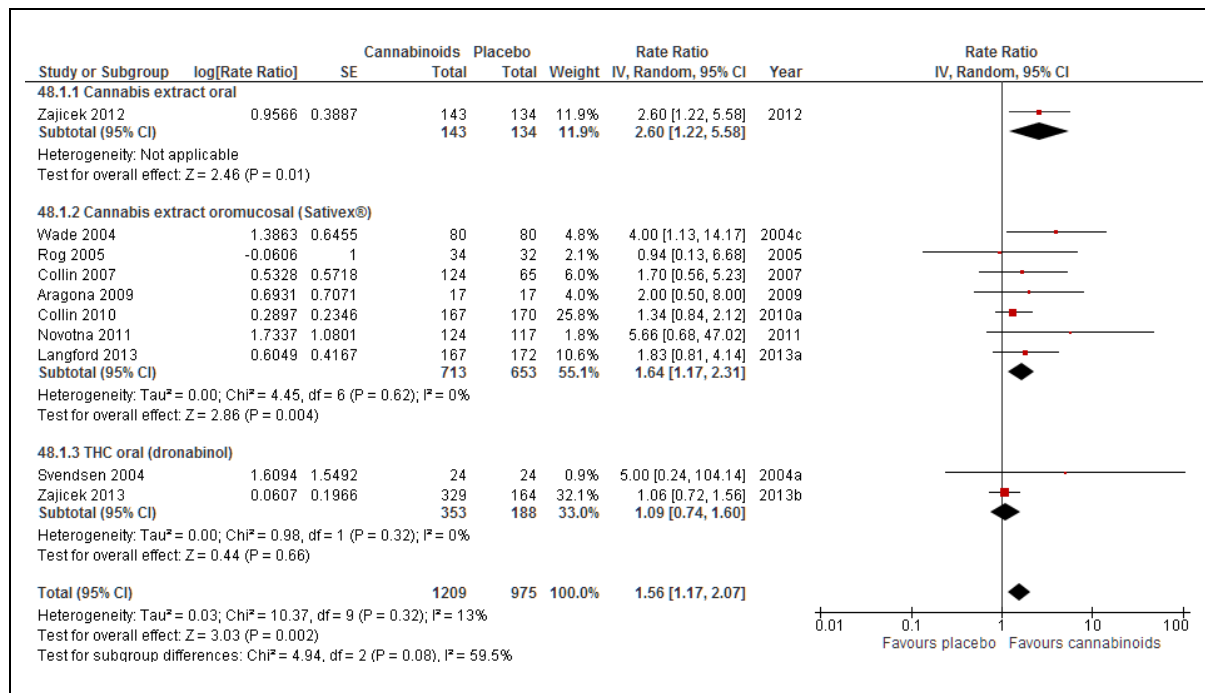 Cannabinoids Placebo Rate Ratio Rate Ratio
Study or Subgroup log[Rate Ratio] SE Total Total Weight IV, Random, 95% CI Year IV, Random, 95% CI
48.1.1 Cannabis extract oral
Zajicek 2012 0.9566 0.3887 143 134 11.9% 2.60 [1.22, 5.58] 2012
Subtotal (95% CI) 143 134 11.9% 2.60 [1.22, 5.58]
Heterogeneity: Not applicable
Test for overall effect: Z = 2.46 (P = 0.01)
48.1.2 Cannabis extract oromucosal (Sativex®)
Wade 2004 1.3863 0.6455 80 80 4.8% 4.00 [1.13, 14.17] 2004c
Rog 2005 -0.0606 1 34 32 2.1% 0.94 [0.13, 6.68] 2005
Collin 2007 0.5328 0.5718 124 65 6.0% 1.70 [0.56, 5.23] 2007
Aragona 2009 0.6931 0.7071 17 17 4.0% 2.00 [0.50, 8.00] 2009
Collin 2010 0.2897 0.2346 167 170 25.8% 1.34 [0.84, 2.12] 2010a
Novotna 2011 1.7337 1.0801 124 117 1.8% 5.66 [0.68, 47.02] 2011
Langford 2013 0.6049 0.4167 167 172 10.6% 1.83 [0.81, 4.14] 2013a
Subtotal (95% CI) 713 653 55.1% 1.64 [1.17, 2.31]
Heterogeneity: Tau² = 0.00; Chi² = 4.45, df = 6 (P = 0.62); I² = 0%
Test for overall effect: Z = 2.86 (P = 0.004)
48.1.3 THC oral (dronabinol)
Svendsen 2004 1.6094 1.5492 24 24 0.9% 5.00 [0.24, 104.14] 2004a
Zajicek 2013 0.0607 0.1966 329 164 32.1% 1.06 [0.72, 1.56] 2013b
Subtotal (95% CI) 353 188 33.0% 1.09 [0.74, 1.60]
Heterogeneity: Tau² = 0.00; Chi² = 0.98, df = 1 (P = 0.32); I² = 0%
Test for overall effect: Z = 0.44 (P = 0.66)
Total (95% CI) 1209 975 100.0% 1.56 [1.17, 2.07]
Heterogeneity: Tau² = 0.03; Chi² = 10.37, df = 9 (P = 0.32); I² = 13%
Test for overall effect: Z = 3.03 (P = 0.002)
Test for subgroup differences: Chi² = 4.94, df = 2 (P = 0.08), I² = 59.5%
0.01 0.1 1 10 100
Favours placebo Favours cannabinoids